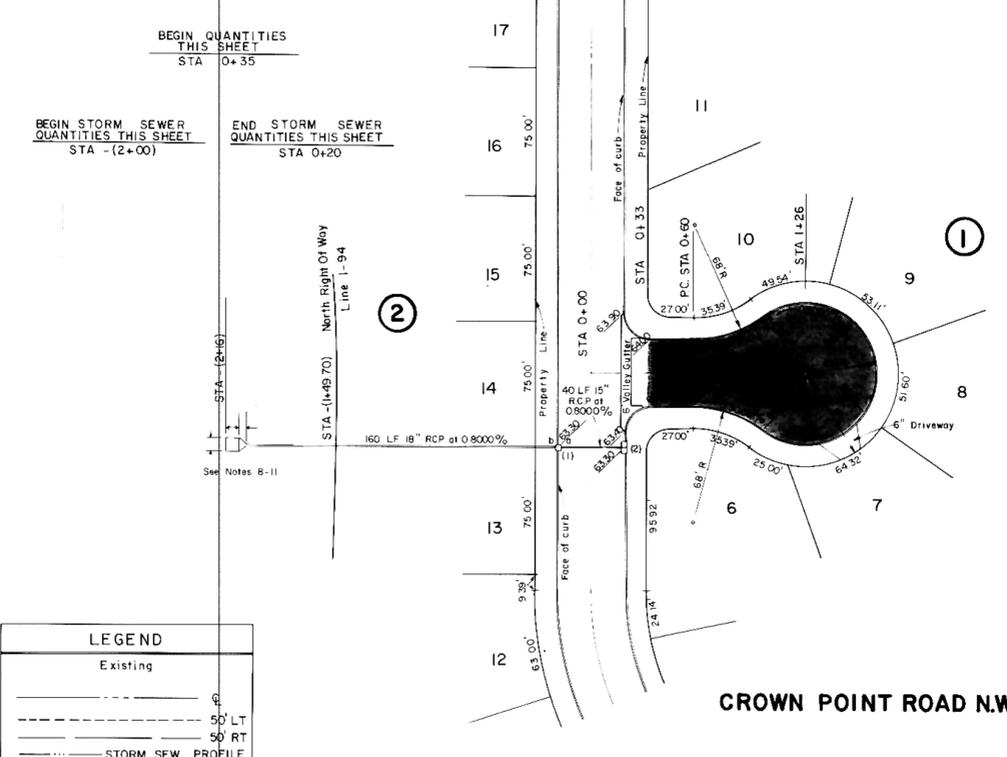 BEGIN QUANTITIES
THIS SHEET
STA 0+35
BEGIN STORM SEWER
QUANTITIES THIS SHEET
STA -(2+00)
END STORM SEWER
QUANTITIES THIS SHEET
STA 0+20
17
16
15
14
13
12
75.00'
75.00'
75.00'
75.00'
75.00'
9.39'
63.00'
Property Line
Face of curb
STA 0+00
Face of curb
Property Line
STA 0+33
P.C. STA 0+60
STA 1+26
11
10
9
8
7
6
1
2
North Right Of Way
Line 1-94
STA -(1+49.70)
STA -(2+16)
160 LF 18" RCP at 0.8000%
See Notes 8-11
40 LF 15"
R.C.P at
0.8000%
b
(1)
(2)
63.30
63.30
63.90
6' Valley Gutter
27.00'
35.39'
49.54'
53.11'
51.60'
64.32'
25.00'
35.39'
27.00'
68' R
68' R
6" Driveway
95.92
24.14'
CROWN POINT ROAD N.W
LEGEND
Existing
℄
50' LT
50' RT
STORM SEW. PROFILE